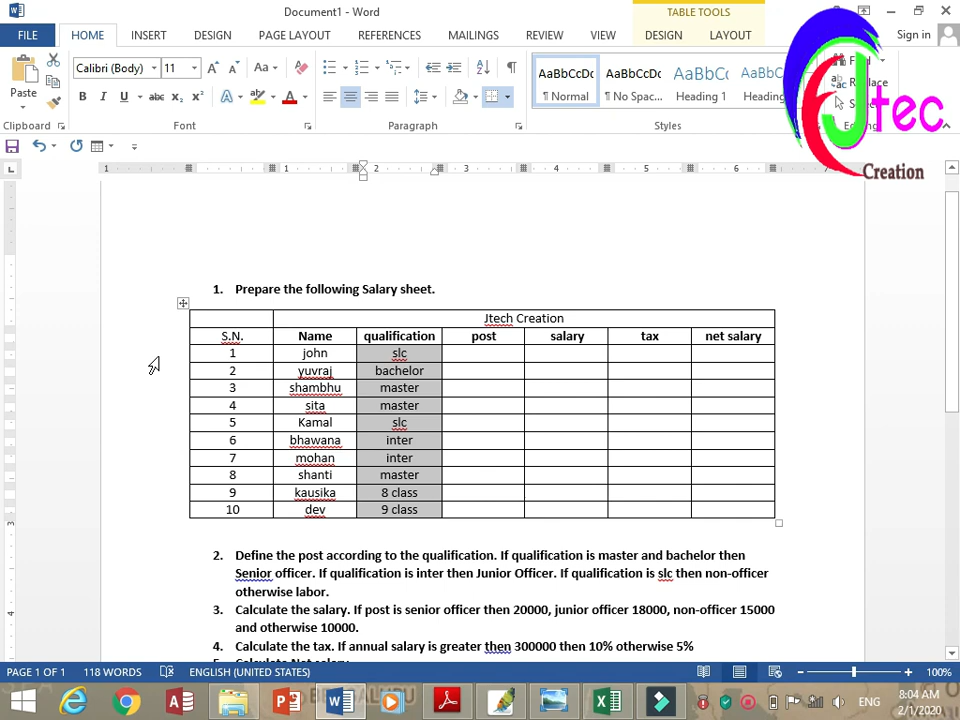 Document1 - Word
TABLE TOOLS
FILE HOME INSERT DESIGN PAGE LAYOUT REFERENCES MAILINGS REVIEW VIEW DESIGN LAYOUT Sign in
Calibri (Body) 11
Paste
AaBbCcDc AaBbCcDc AaBbCc AaBbCc
¶ Normal ¶ No Spac... Heading 1 Heading
Clipboard Font Paragraph Styles
Jtec
Creation
1. Prepare the following Salary sheet.
Jtech Creation
S.N. Name qualification post salary tax net salary
1 john slc
2 yuvraj bachelor
3 shambhu master
4 sita master
5 Kamal slc
6 bhawana inter
7 mohan inter
8 shanti master
9 kausika 8 class
10 dev 9 class
2. Define the post according to the qualification. If qualification is master and bachelor then
Senior officer. If qualification is inter then Junior Officer. If qualification is slc then non-officer
otherwise labor.
3. Calculate the salary. If post is senior officer then 20000, junior officer 18000, non-officer 15000
and otherwise 10000.
4. Calculate the tax. If annual salary is greater then 300000 then 10% otherwise 5%
5. Calculate Net salary
PAGE 1 OF 1 118 WORDS ENGLISH (UNITED STATES) 100%
ENG
8:04 AM
2/1/2020